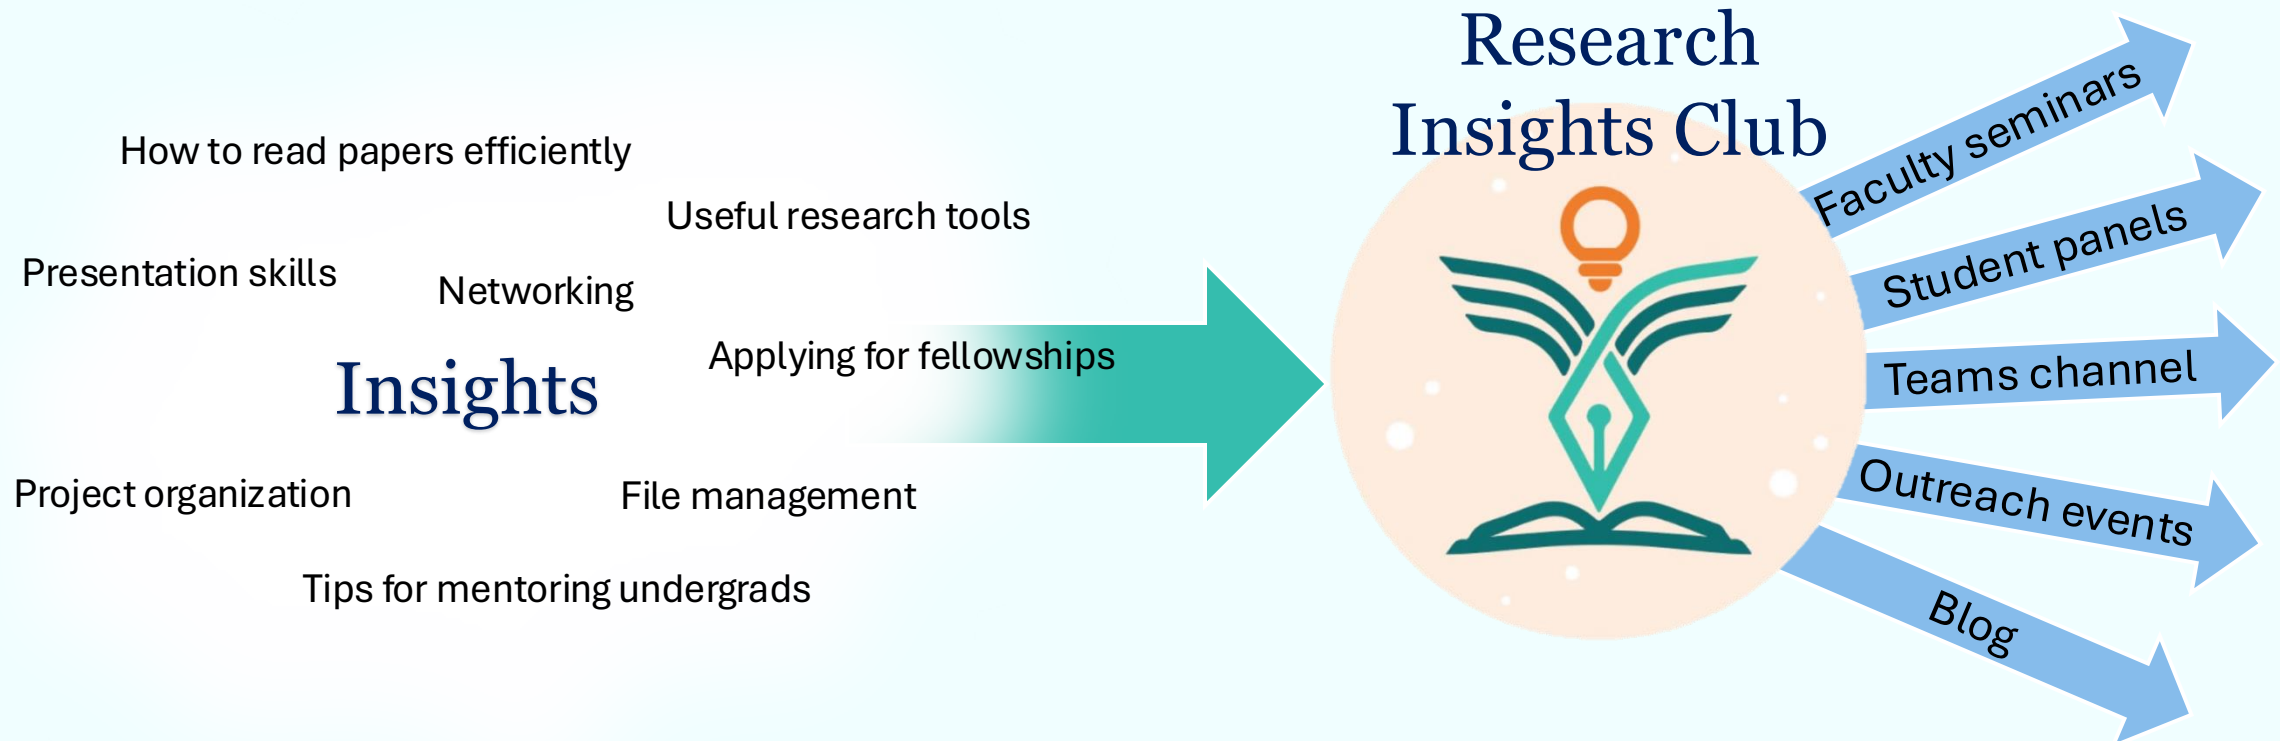 How to read papers efficiently
Useful research tools
Presentation skills
Networking
Applying for fellowships
Insights
Project organization
File management
Tips for mentoring undergrads
Research
Insights Club
Faculty seminars
Student panels
Teams channel
Outreach events
Blog